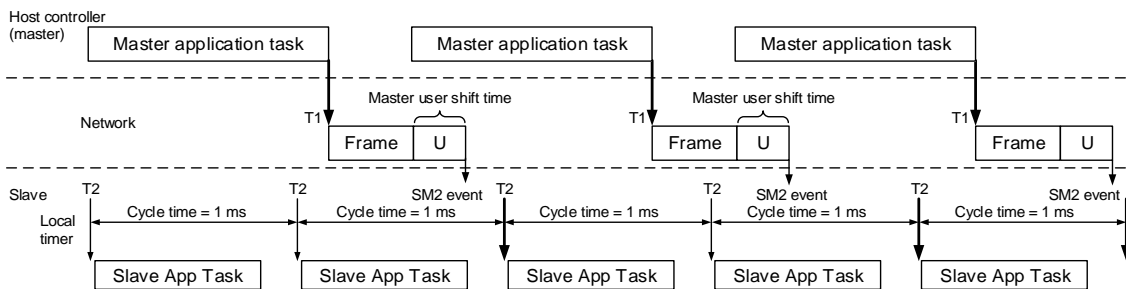 Host controller
(master)
Master application task
Master application task
Master application task
Master user shift time
Master user shift time
T1
T1
T1
Network
Frame
U
Frame
U
Frame
U
Slave
T2
T2
SM2 event
T2
T2
SM2 event
T2
SM2 event
Local
timer
Cycle time = 1 ms
Cycle time = 1 ms
Cycle time = 1 ms
Cycle time = 1 ms
Cycle time = 1 ms
Slave App Task
Slave App Task
Slave App Task
Slave App Task
Slave App Task